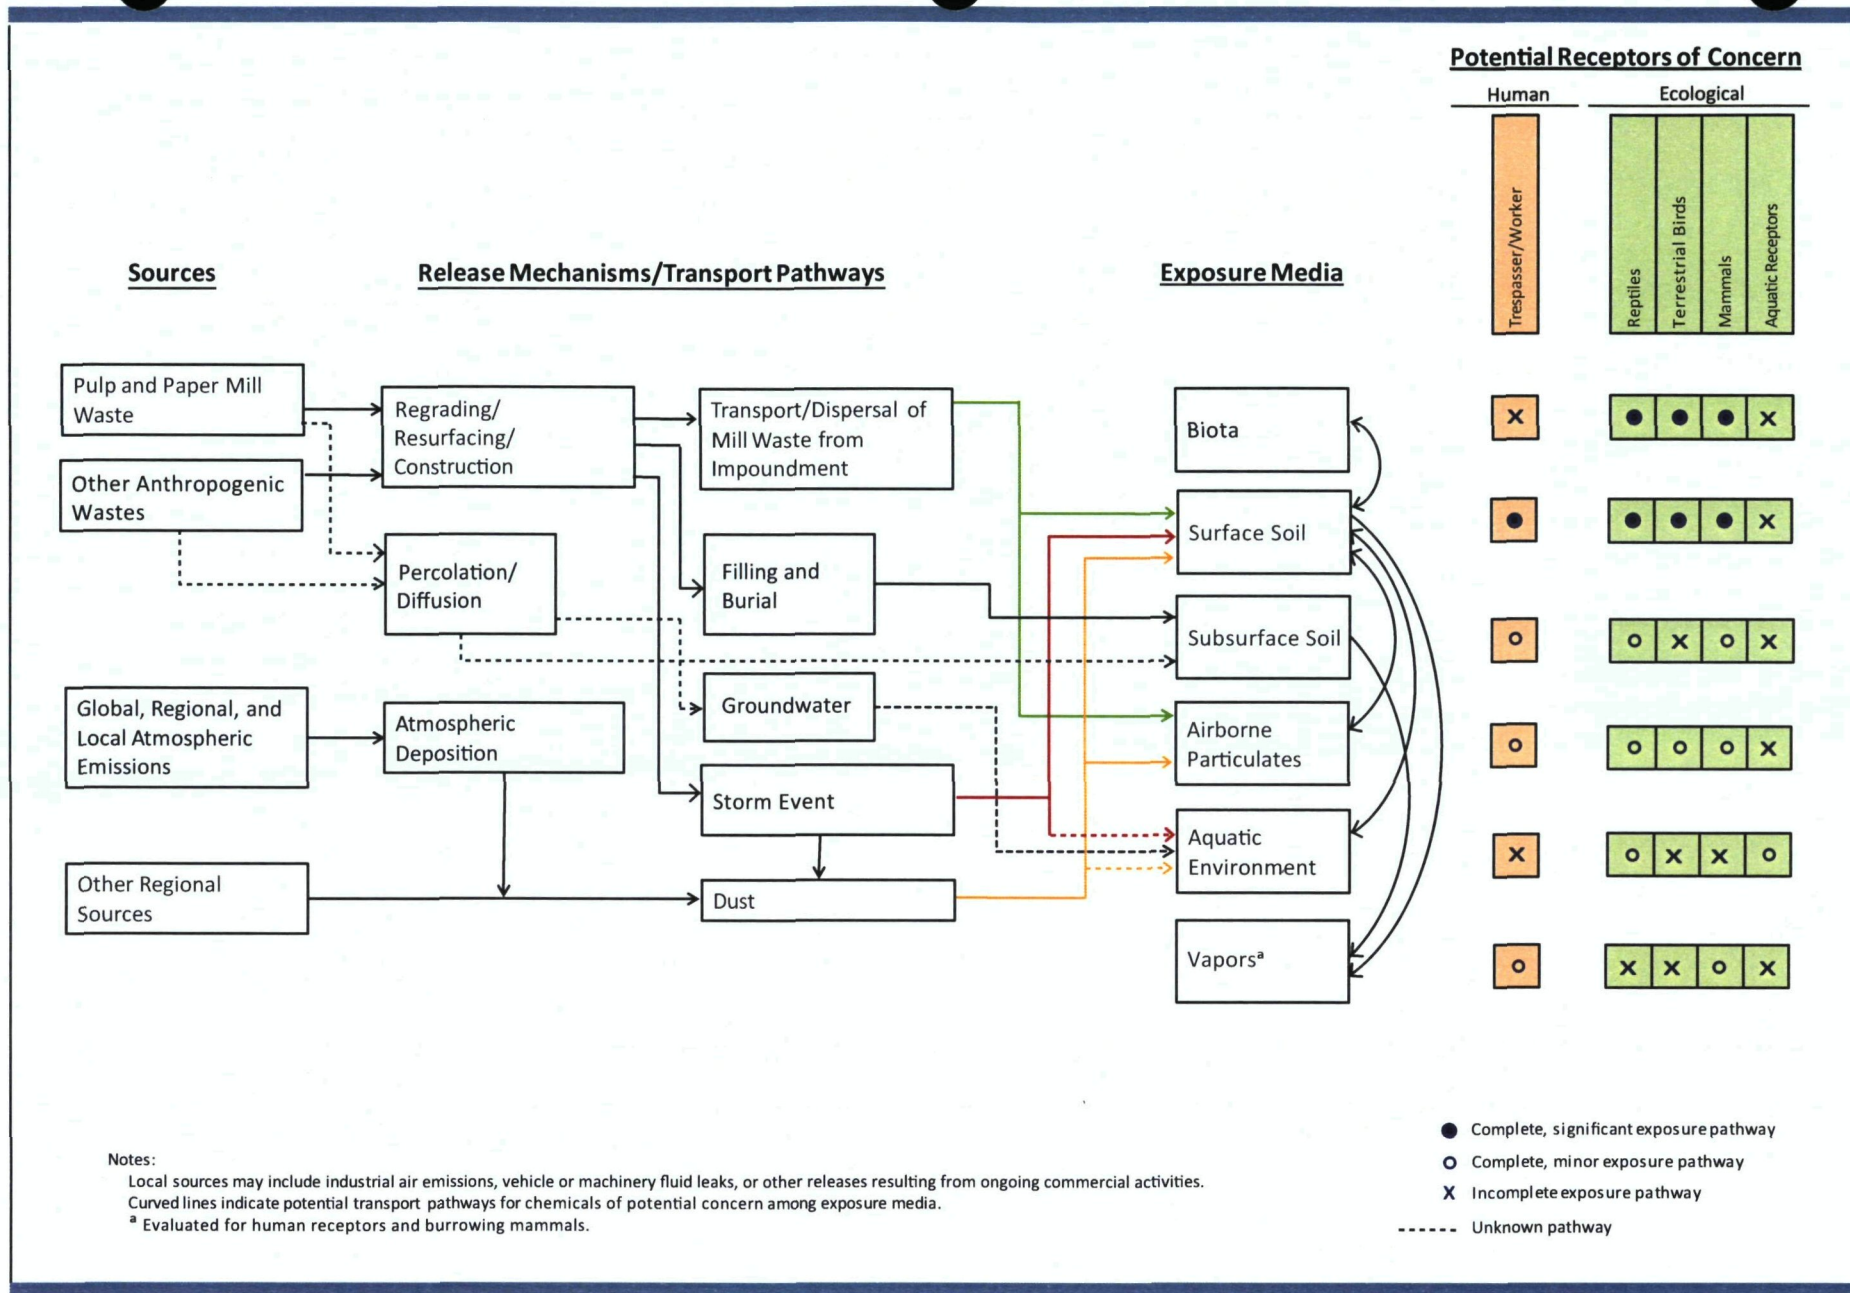 Potential Receptors of Concern
Human
Ecological
Trespasser/Worker
Reptiles
Terrestrial Birds
Mammals
Aquatic Receptors
Sources
Release Mechanisms/Transport Pathways
Exposure Media
Pulp and Paper Mill
Waste
Other Anthropogenic
Wastes
Global, Regional, and
Local Atmospheric
Emissions
Other Regional
Sources
Regrading/
Resurfacing/
Construction
Percolation/
Diffusion
Atmospheric
Deposition
Transport/Dispersal of
Mill Waste from
Impoundment
Filling and
Burial
Groundwater
Storm Event
Dust
Biota
X
X
Surface Soil
X
Subsurface Soil
X
X
Airborne
Particulates
X
Aquatic
Environment
X
X
X
Vaporsª
X
X
X
Complete, significant exposure pathway
Complete, minor exposure pathway
X Incomplete exposure pathway
Unknown pathway
Notes:
Local sources may include industrial air emissions, vehicle or machinery fluid leaks, or other releases resulting from ongoing commercial activities.
Curved lines indicate potential transport pathways for chemicals of potential concern among exposure media.
ª Evaluated for human receptors and burrowing mammals.